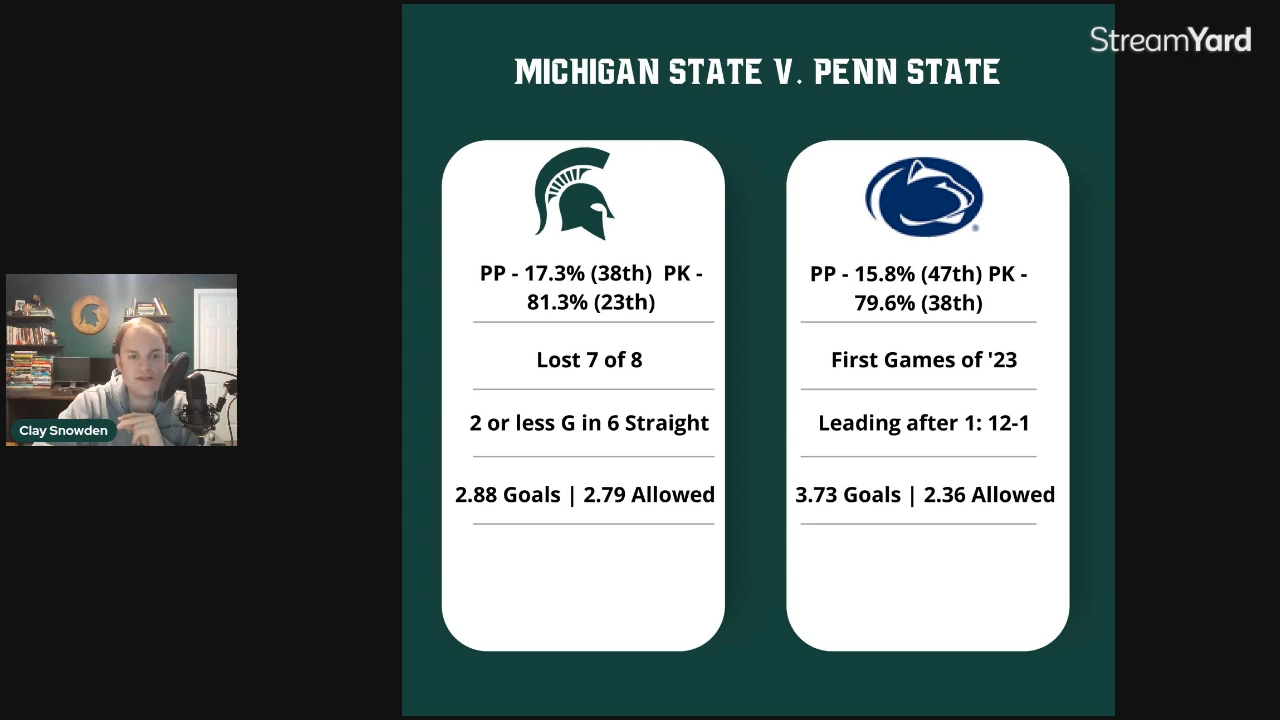 StreamYard
MICHIGAN STATE V. PENN STATE
PP - 17.3% (38th) PK -
81.3% (23th)
Lost 7 of 8
2 or less G in 6 Straight
2.88 Goals | 2.79 Allowed
PP - 15.8% (47th) PK -
79.6% (38th)
First Games of '23
Leading after 1: 12-1
3.73 Goals | 2.36 Allowed
Clay Snowden